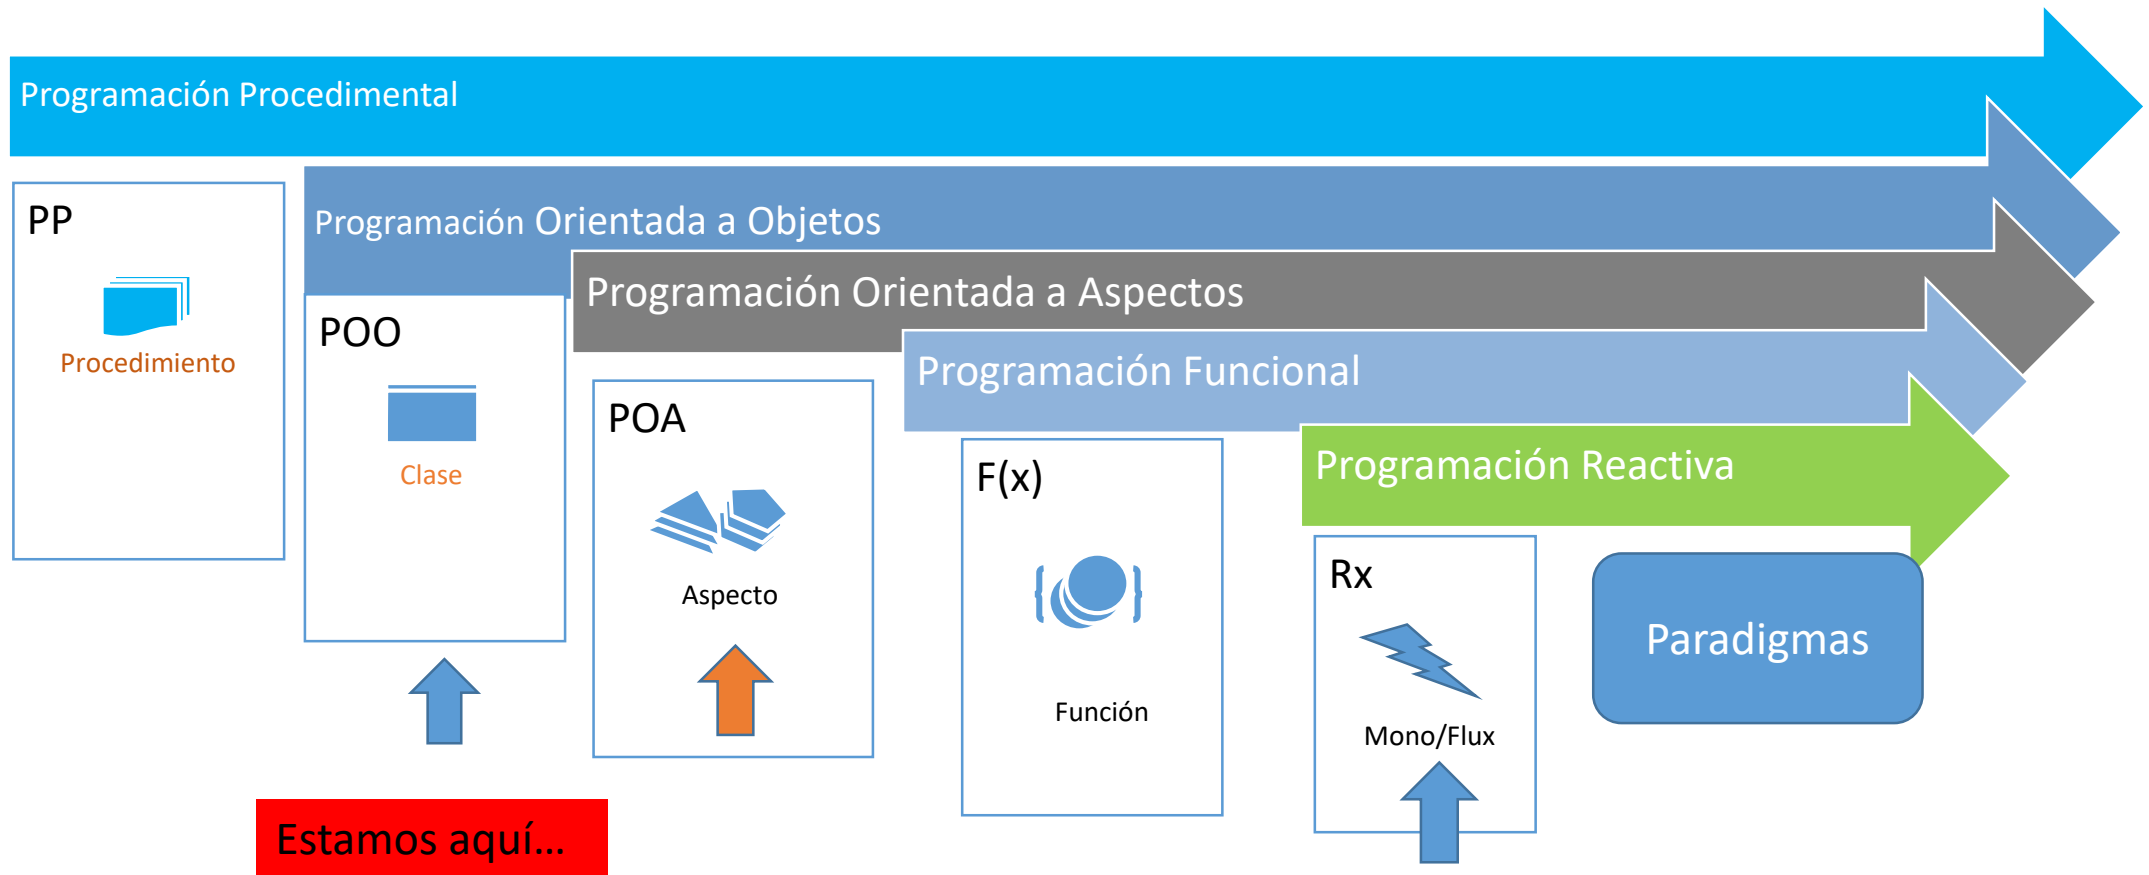 Programación Procedimental
PP
Procedimiento
Programación Orientada a Objetos
POO
Clase
Programación Orientada a Aspectos
POA
Aspecto
Programación Funcional
F(x)
Función
Programación Reactiva
Rx
Mono/Flux
Paradigmas
Estamos aquí...